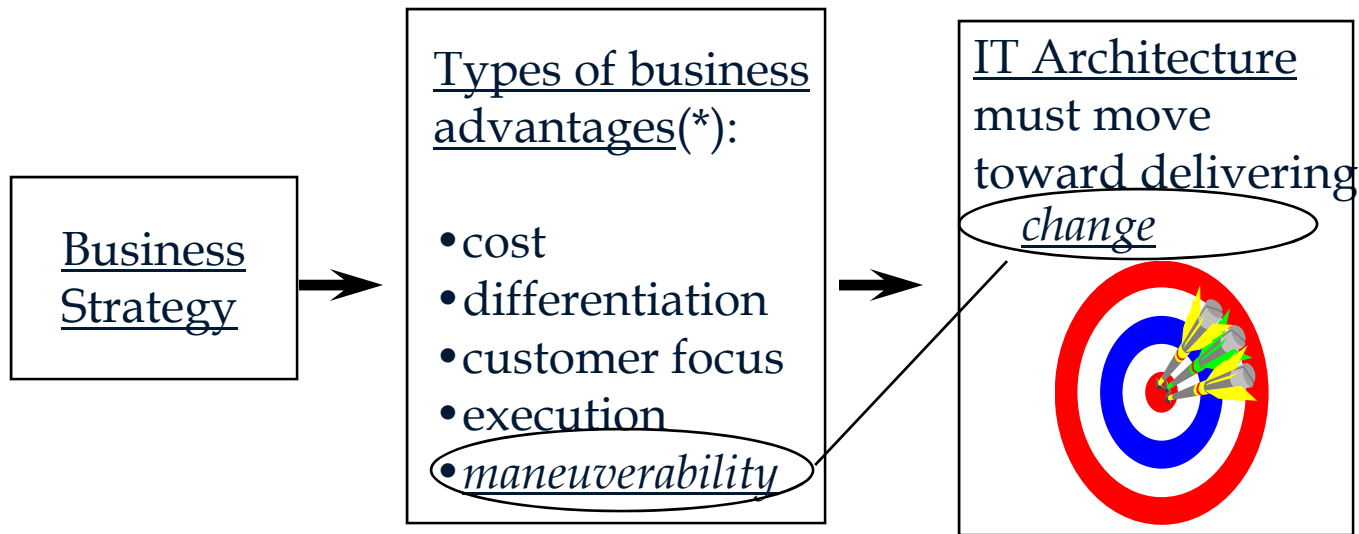 Business
Strategy
Types of business
advantages(*):
•cost
•differentiation
•customer focus
•execution
•maneuverability
IT Architecture
must move
toward delivering
change